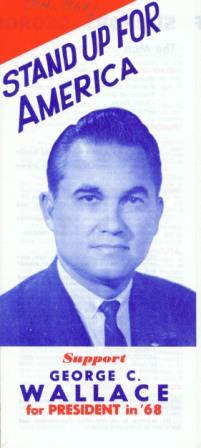 STAND UP FOR
AMERICA
Support
GEORGE C.
WALLACE
for PRESIDENT in '68